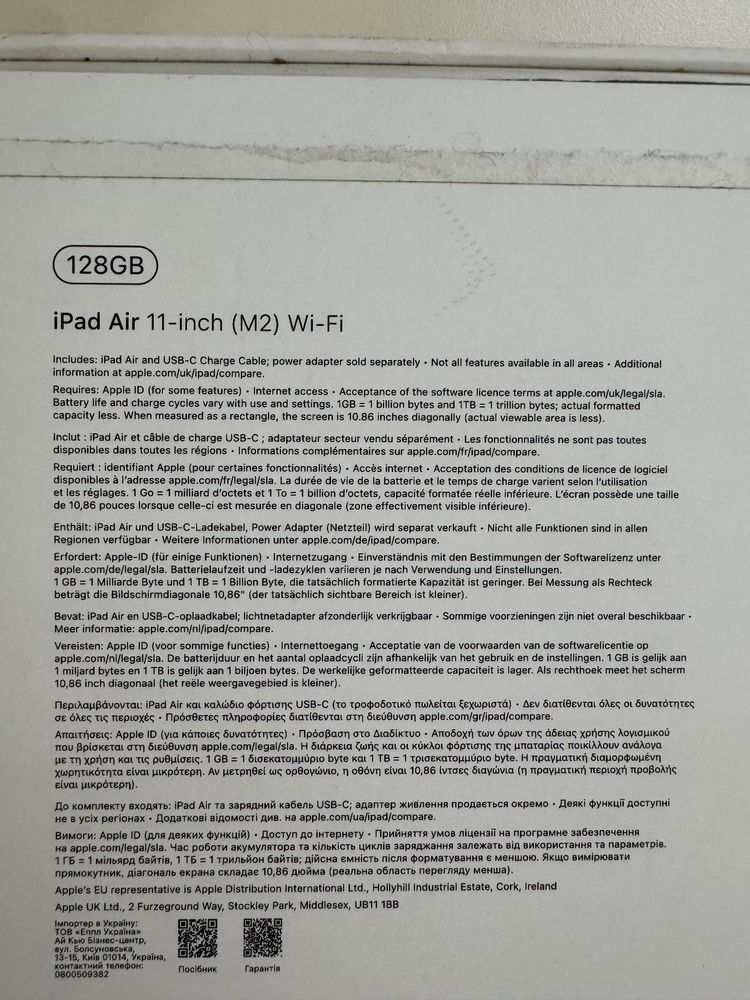 128GB
iPad Air 11-inch (M2) Wi-Fi
Includes: iPad Air and USB-C Charge Cable; power adapter sold separately • Not all features available in all areas • Additional
information at apple.com/uk/ipad/compare.
Requires: Apple ID (for some features) • Internet access • Acceptance of the software licence terms at apple.com/uk/legal/sla.
Battery life and charge cycles vary with use and settings. 1GB = 1 billion bytes and 1TB = 1 trillion bytes; actual formatted
capacity less. When measured as a rectangle, the screen is 10.86 inches diagonally (actual viewable area is less).
Inclut : iPad Air et câble de charge USB-C ; adaptateur secteur vendu séparément • Les fonctionnalités ne sont pas toutes
disponibles dans toutes les régions • Informations complémentaires sur apple.com/fr/ipad/compare.
Requiert : identifiant Apple (pour certaines fonctionnalités) • Accès internet • Acceptation des conditions de licence de logiciel
disponibles à l'adresse apple.com/fr/legal/sla. La durée de vie de la batterie et le temps de charge varient selon l'utilisation
et les réglages. 1 Go = 1 milliard d'octets et 1 To = 1 billion d'octets, capacité formatée réelle inférieure. L'écran possède une taille
de 10,86 pouces lorsque celle-ci est mesurée en diagonale (zone effectivement visible inférieure).
Enthält: iPad Air und USB-C-Ladekabel, Power Adapter (Netzteil) wird separat verkauft • Nicht alle Funktionen sind in allen
Regionen verfügbar • Weitere Informationen unter apple.com/de/ipad/compare.
Erfordert: Apple-ID (für einige Funktionen) • Internetzugang • Einverständnis mit den Bestimmungen der Softwarelizenz unter
apple.com/de/legal/sla. Batterielaufzeit und -ladezyklen variieren je nach Verwendung und Einstellungen.
1 GB = 1 Milliarde Byte und 1 TB = 1 Billion Byte, die tatsächlich formatierte Kapazität ist geringer. Bei Messung als Rechteck
beträgt die Bildschirmdiagonale 10,86" (der tatsächlich sichtbare Bereich ist kleiner).
Bevat: iPad Air en USB-C-oplaadkabel; lichtnetadapter afzonderlijk verkrijgbaar • Sommige voorzieningen zijn niet overal beschikbaar •
Meer informatie: apple.com/nl/ipad/compare.
Vereisten: Apple ID (voor sommige functies) • Internettoegang • Acceptatie van de voorwaarden van de softwarelicentie op
apple.com/nl/legal/sla. De batterijduur en het aantal oplaadcycli zijn afhankelijk van het gebruik en de instellingen. 1 GB is gelijk aan
1 miljard bytes en 1 TB is gelijk aan 1 biljoen bytes. De werkelijke geformatteerde capaciteit is lager. Als rechthoek meet het scherm
10,86 inch diagonaal (het reële weergavegebied is kleiner).
Περιλαμβάνονται: iPad Air και καλώδιο φόρτισης USB-C (το τροφοδοτικό πωλείται ξεχωριστά) • Δεν διατίθενται όλες οι δυνατότητες
σε όλες τις περιοχές • Πρόσθετες πληροφορίες διατίθενται στη διεύθυνση apple.com/gr/ipad/compare.
Απαιτήσεις: Apple ID (για κάποιες δυνατότητες) • Πρόσβαση στο Διαδίκτυο • Αποδοχή των όρων της άδειας χρήσης λογισμικού
που βρίσκεται στη διεύθυνση apple.com/legal/sla. Η διάρκεια ζωής και οι κύκλοι φόρτισης της μπαταρίας ποικίλλουν ανάλογα
με τη χρήση και τις ρυθμίσεις. 1 GB = 1 δισεκατομμύριο byte και 1 TB = 1 τρισεκατομμύριο byte. Η πραγματική διαμορφωμένη
χωρητικότητα είναι μικρότερη. Αν μετρηθεί ως ορθογώνιο, η οθόνη είναι 10,86 ίντσες διαγώνια (η πραγματική περιοχή προβολής
είναι μικρότερη).
До комплекту входять: iPad Air та зарядний кабель USB-C; адаптер живлення продається окремо • Деякі функції доступні
не в усіх регіонах • Додаткові відомості див. на apple.com/ua/ipad/compare.
Вимоги: Apple ID (для деяких функцій) • Доступ до інтернету • Прийняття умов ліцензії на програмне забезпечення
на apple.com/legal/sla. Час роботи акумулятора та кількість циклів заряджання залежать від використання та параметрів.
1 ГБ = 1 мільярд байтів, 1 ТБ = 1 трильйон байтів; дійсна ємність після форматування є меншою. Якщо вимірювати
прямокутник, діагональ екрана складає 10,86 дюйма (реальна область перегляду менша).
Apple's EU representative is Apple Distribution International Ltd., Hollyhill Industrial Estate, Cork, Ireland
Apple UK Ltd., 2 Furzeground Way, Stockley Park, Middlesex, UB11 1BB
Імпортер в Україну:
ТОВ «Еппл Україна»
Ай Кью Бізнес-центр,
вул. Болсуновська,
13-15, Київ 01014, Україна,
контактний телефон:
0800509382
Посібник
Гарантія